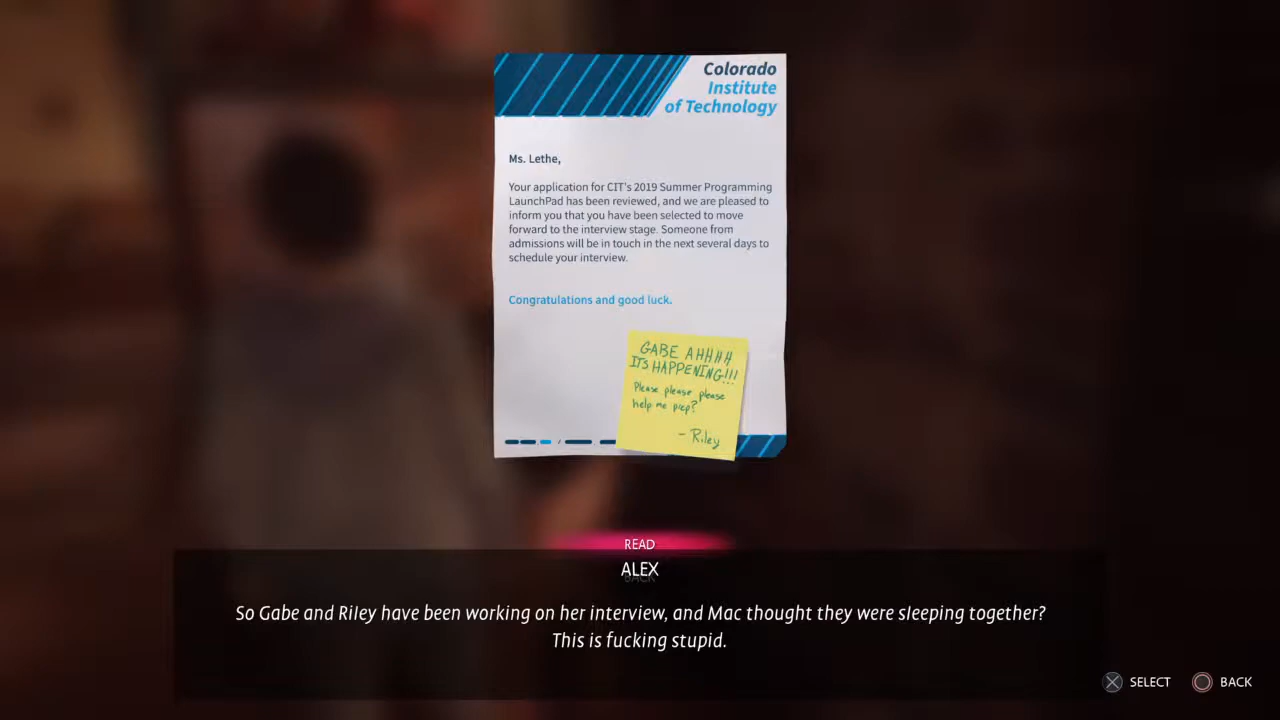 Colorado
Institute
of Technology
Ms. Lethe,
Your application for CIT's 2019 Summer Programming
LaunchPad has been reviewed, and we are pleased to
inform you that you have been selected to move
forward to the interview stage. Someone from
admissions will be in touch in the next several days to
schedule your interview.
Congratulations and good luck.
GABE AHHHH
ITS HAPPENING!!!
Please please please
help me prep?
- Riley
READ
ALEX
BACK
So Gabe and Riley have been working on her interview, and Mac thought they were sleeping together?
This is fucking stupid.
SELECT
BACK